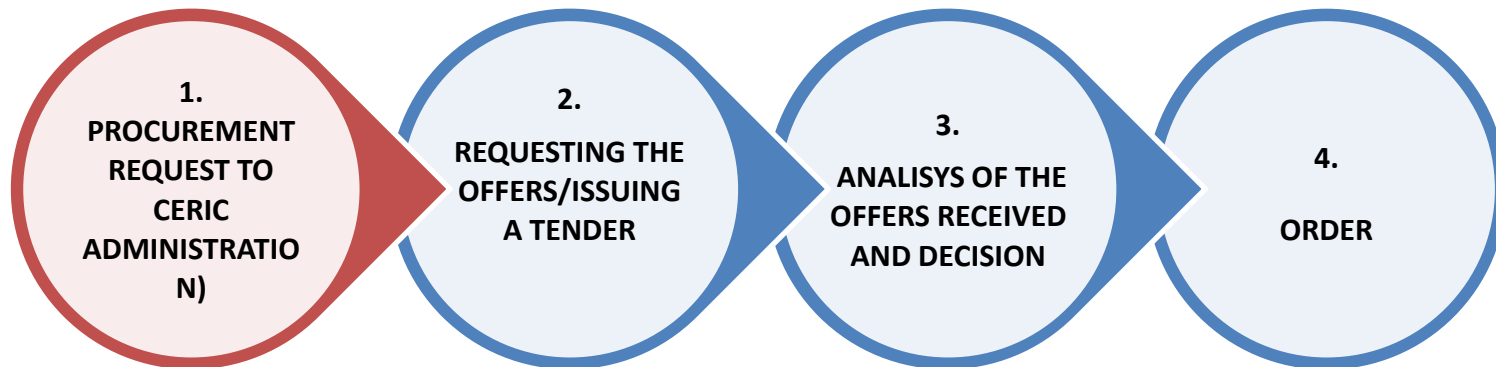 1.
PROCUREMENT
REQUEST TO
CERIC
ADMINISTRATIO
N)
2.
REQUESTING THE
OFFERS/ISSUING
A TENDER
3.
ANALISYS OF THE
OFFERS RECEIVED
AND DECISION
4.
ORDER